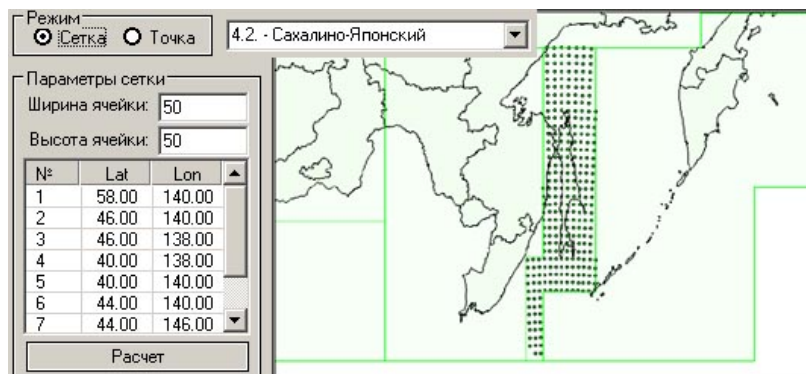 Режим
Сетка Точка
4.2. - Сахалино-Японский
Параметры сетки
Ширина ячейки: 50
Высота ячейки: 50
№ Lat Lon
1 58.00 140.00
2 46.00 140.00
3 46.00 138.00
4 40.00 138.00
5 40.00 140.00
6 44.00 140.00
7 44.00 146.00
Расчет